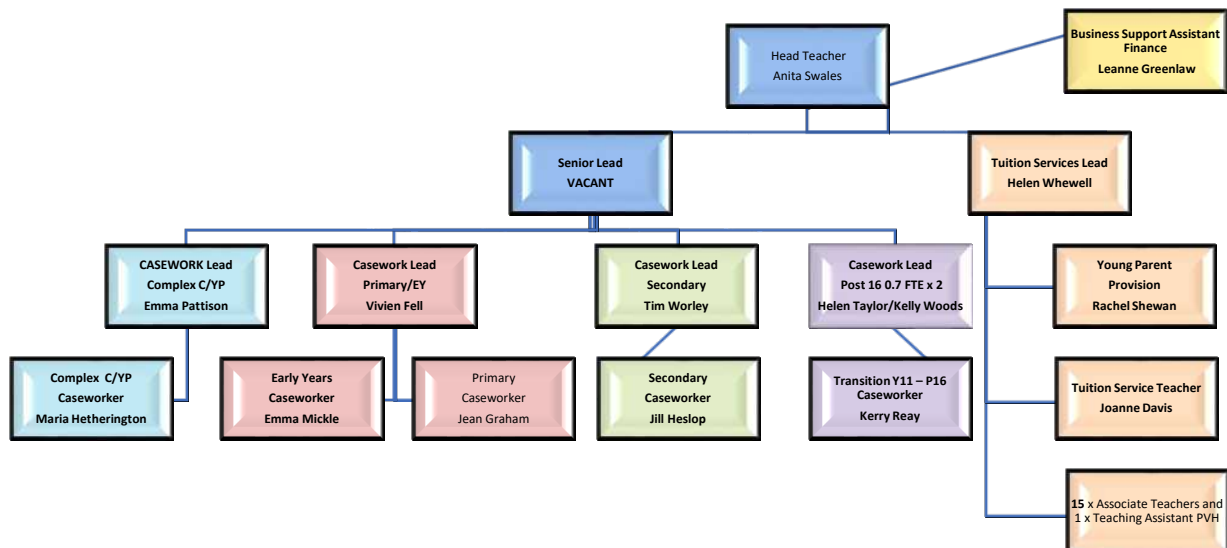 Business Support Assistant
Finance
Leanne Greenlaw
Head Teacher
Anita Swales
Senior Lead
VACANT
Tuition Services Lead
Helen Whewell
CASEWORK Lead
Complex C/YP
Emma Pattison
Casework Lead
Primary/EY
Vivien Fell
Casework Lead
Secondary
Tim Worley
Casework Lead
Post 16 0.7 FTE x 2
Helen Taylor/Kelly Woods
Young Parent
Provision
Rachel Shewan
Complex C/YP
Caseworker
Maria Hetherington
Early Years
Caseworker
Emma Mickle
Primary
Caseworker
Jean Graham
Secondary
Caseworker
Jill Heslop
Transition Y11 – P16
Caseworker
Kerry Reay
Tuition Service Teacher
Joanne Davis
15 x Associate Teachers and
1 x Teaching Assistant PVH